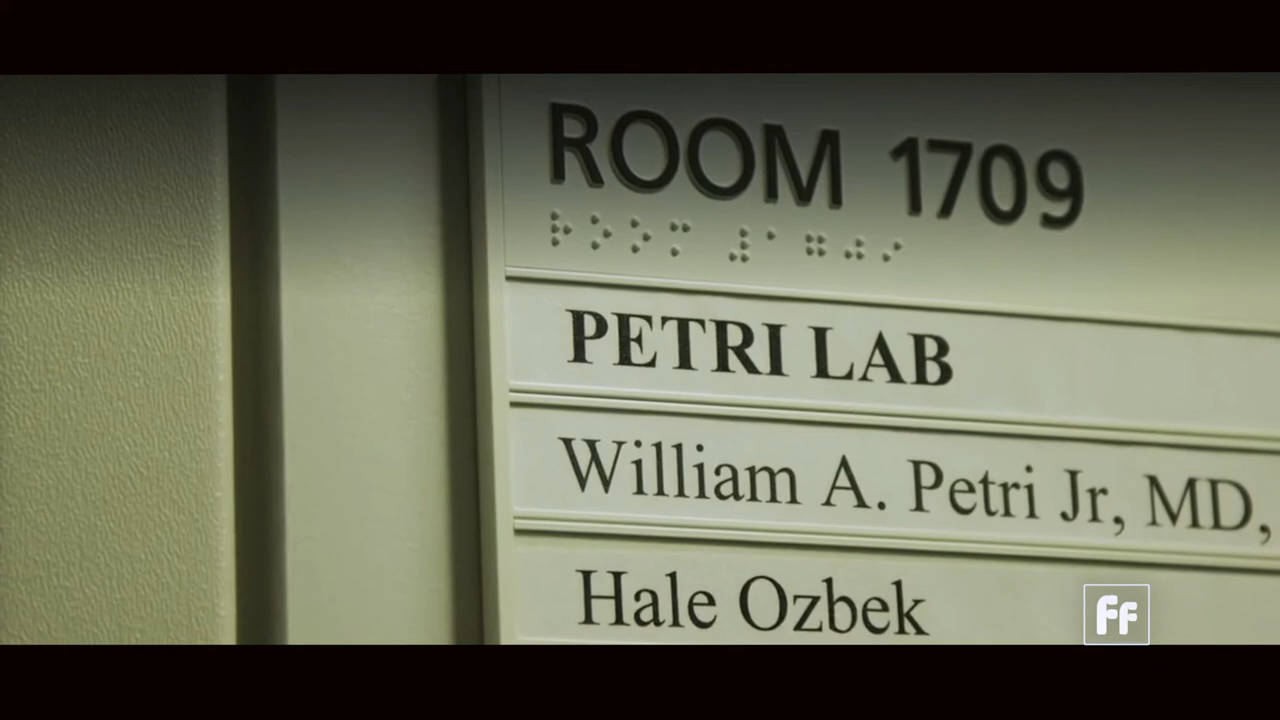 ROOM 1709
⠗⠕⠕⠍ ⠼⠁⠛⠚⠊
PETRI LAB
William A. Petri Jr, MD,
Hale Ozbek
FF